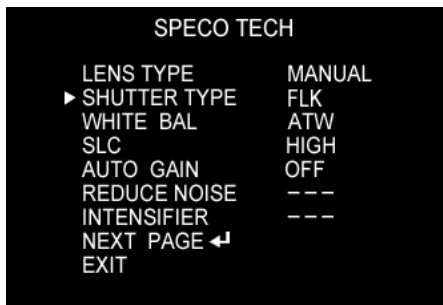 SPECO TECH
LENS TYPE MANUAL
▶ SHUTTER TYPE FLK
WHITE BAL ATW
SLC HIGH
AUTO GAIN OFF
REDUCE NOISE – – –
INTENSIFIER – – –
NEXT PAGE ↵
EXIT